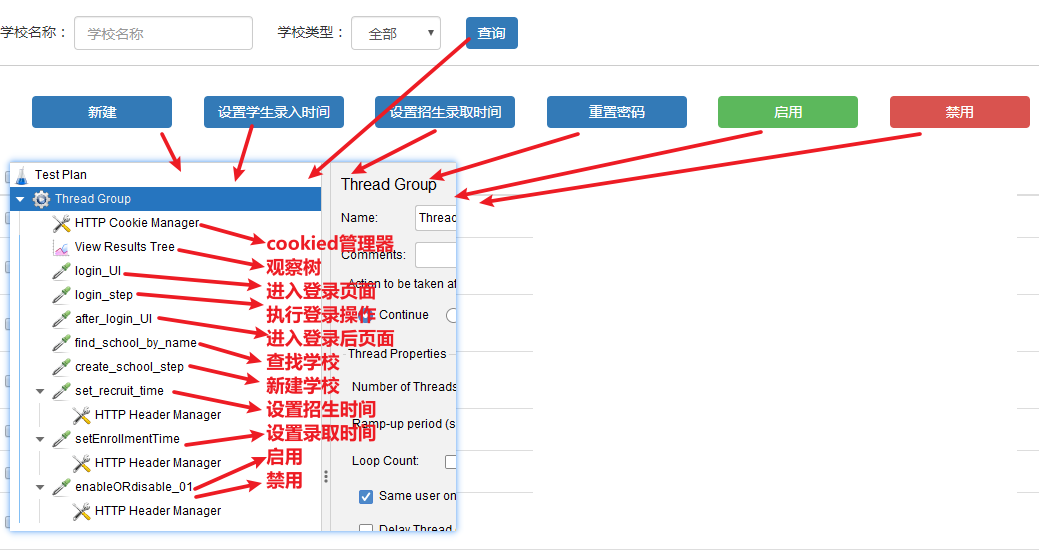 学校名称： 学校名称 学校类型： 全部 查询
新建 设置学生录入时间 设置招生录取时间 重置密码 启用 禁用
Test Plan
Thread Group
HTTP Cookie Manager
View Results Tree
login_UI
login_step
after_login_UI
find_school_by_name
create_school_step
set_recruit_time
HTTP Header Manager
setEnrollmentTime
HTTP Header Manager
enableORdisable_01
HTTP Header Manager
cookied管理器
观察树
进入登录页面
执行登录操作
进入登录后页面
查找学校
新建学校
设置招生时间
设置录取时间
启用
禁用
Thread Group
Name: Threa
Comments:
Action to be taken af
Continue
Thread Properties
Number of Threads
Ramp-up period (s
Loop Count:
Same user on
Delay Thread